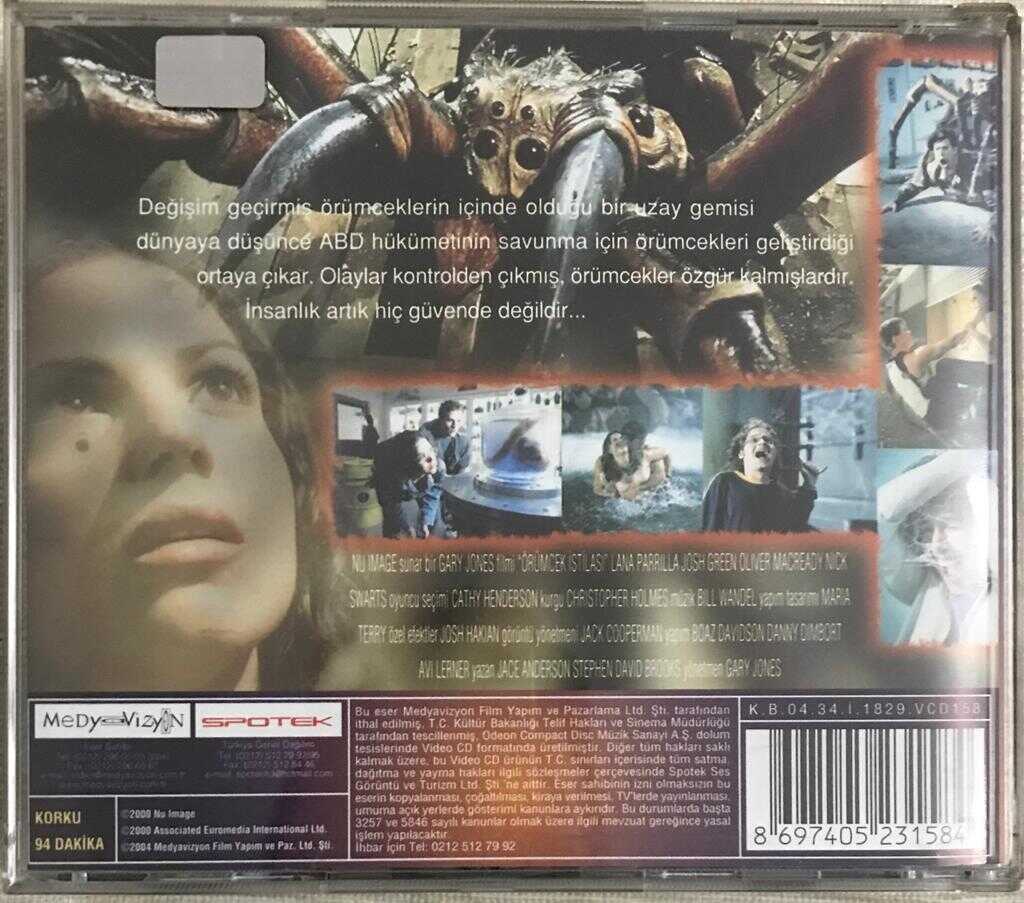 Değişim geçirmiş örümceklerin içinde olduğu bir uzay gemisi
dünyaya düşünce ABD hükümetinin savunma için örümcekleri geliştirdiği
ortaya çıkar. Olaylar kontrolden çıkmış, örümcekler özgür kalmışlardır.
İnsanlık artık hiç güvende değildir...
NU IMAGE sunar bir GARY JONES filmi "ÖRÜMCEK İSTİLASI" LANA PARRILLA JOSH GREEN OLIVER MACREADY NICK
SWARTS oyuncu seçimi CATHY HENDERSON kurgu CHRISTOPHER HOLMES müzik BILL WANDEL yapım tasarımı MARIA
TERRY özel efektler JOSH HAKIAN görüntü yönetmeni JACK COOPERMAN yapım BOAZ DAVIDSON DANNY DIMBORT
AVI LERNER yazan JACE ANDERSON STEPHEN DAVID BROOKS yönetmen GARY JONES
MeDyaVizyon
SPOTEK
Eser Sahibi
Türkiye Genel Dağıtım
KORKU
94 DAKİKA
©2000 Nu Image
©2000 Associated Euromedia International Ltd.
©2004 Medyavizyon Film Yapım ve Paz. Ltd. Şti.
Bu eser Medyavizyon Film Yapım ve Pazarlama Ltd. Şti. tarafından
ithal edilmiş, T.C. Kültür Bakanlığı Telif Hakları ve Sinema Müdürlüğü
tarafından tescillenmiş, Odeon Compact Disc Müzik Sanayi A.Ş. dolum
tesislerinde Video CD formatında üretilmiştir. Diğer tüm hakları saklı
kalmak üzere, bu Video CD ürünün T.C. sınırları içerisinde tüm satma,
dağıtma ve yayma hakları ilgili sözleşmeler çerçevesinde Spotek Ses
Görüntü ve Turizm Ltd. Şti.'ne aittir. Eser sahibinin izni olmaksızın bu
eserin kopyalanması, çoğaltılması, kiraya verilmesi, TV'lerde yayınlanması,
umuma açık yerlerde gösterimi kanunlara aykırıdır. Bu durumlarda başta
3257 ve 5846 sayılı kanunlar olmak üzere ilgili mevzuat gereğince yasal
işlem yapılacaktır.
İhbar için Tel: 0212 512 79 92
K.B.04.34.İ.1829.VCD158
8 697405 231584